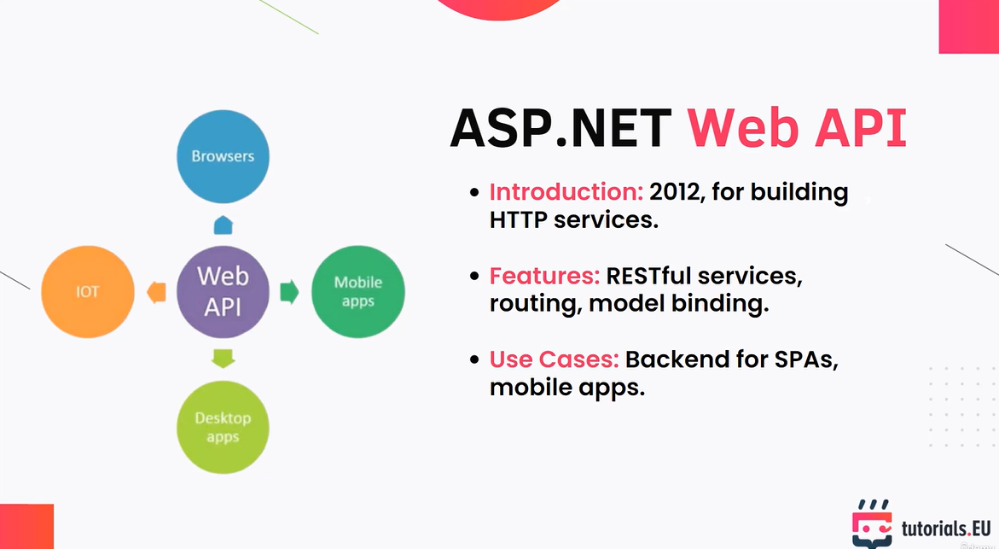 ASP.NET Web API
Browsers
IOT
Web
API
Mobile
apps
Desktop
apps
• Introduction: 2012, for building
HTTP services.
• Features: RESTful services,
routing, model binding.
• Use Cases: Backend for SPAs,
mobile apps.
tutorials.EU